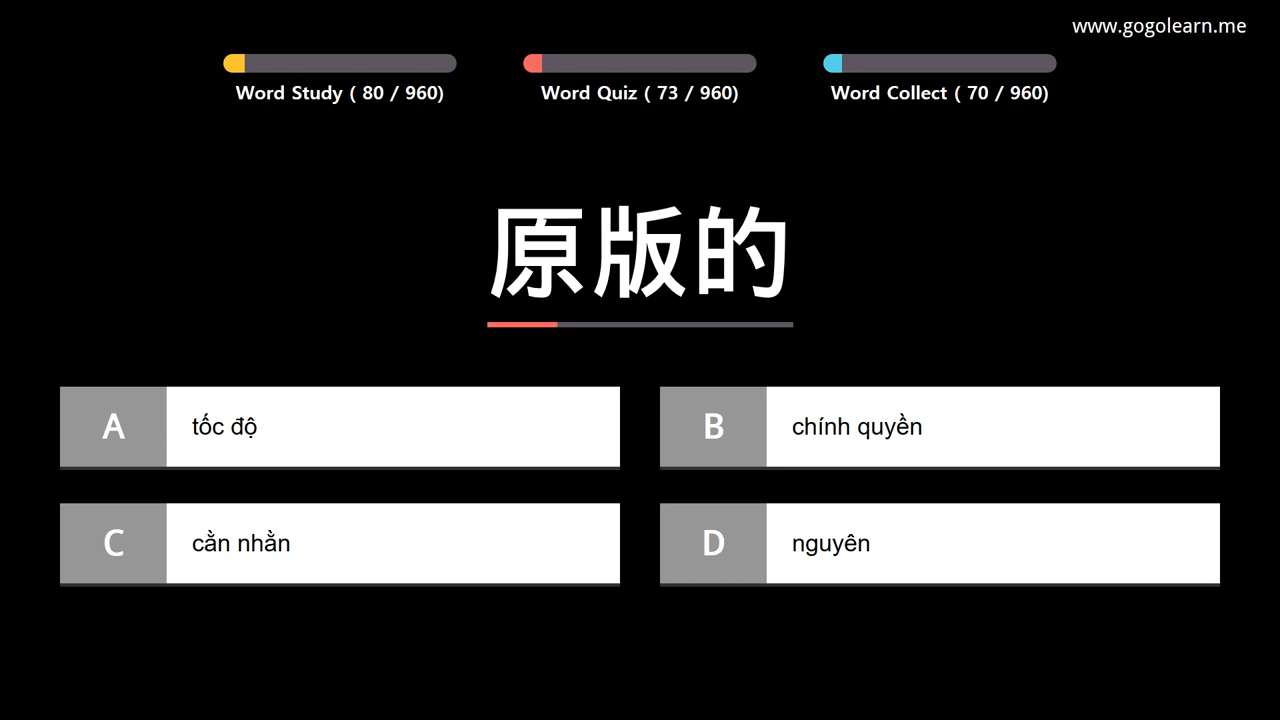 www.gogolearn.me
Word Study ( 80 / 960)
Word Quiz ( 73 / 960)
Word Collect ( 70 / 960)
原版的
A
tốc độ
B
chính quyền
C
cằn nhằn
D
nguyên